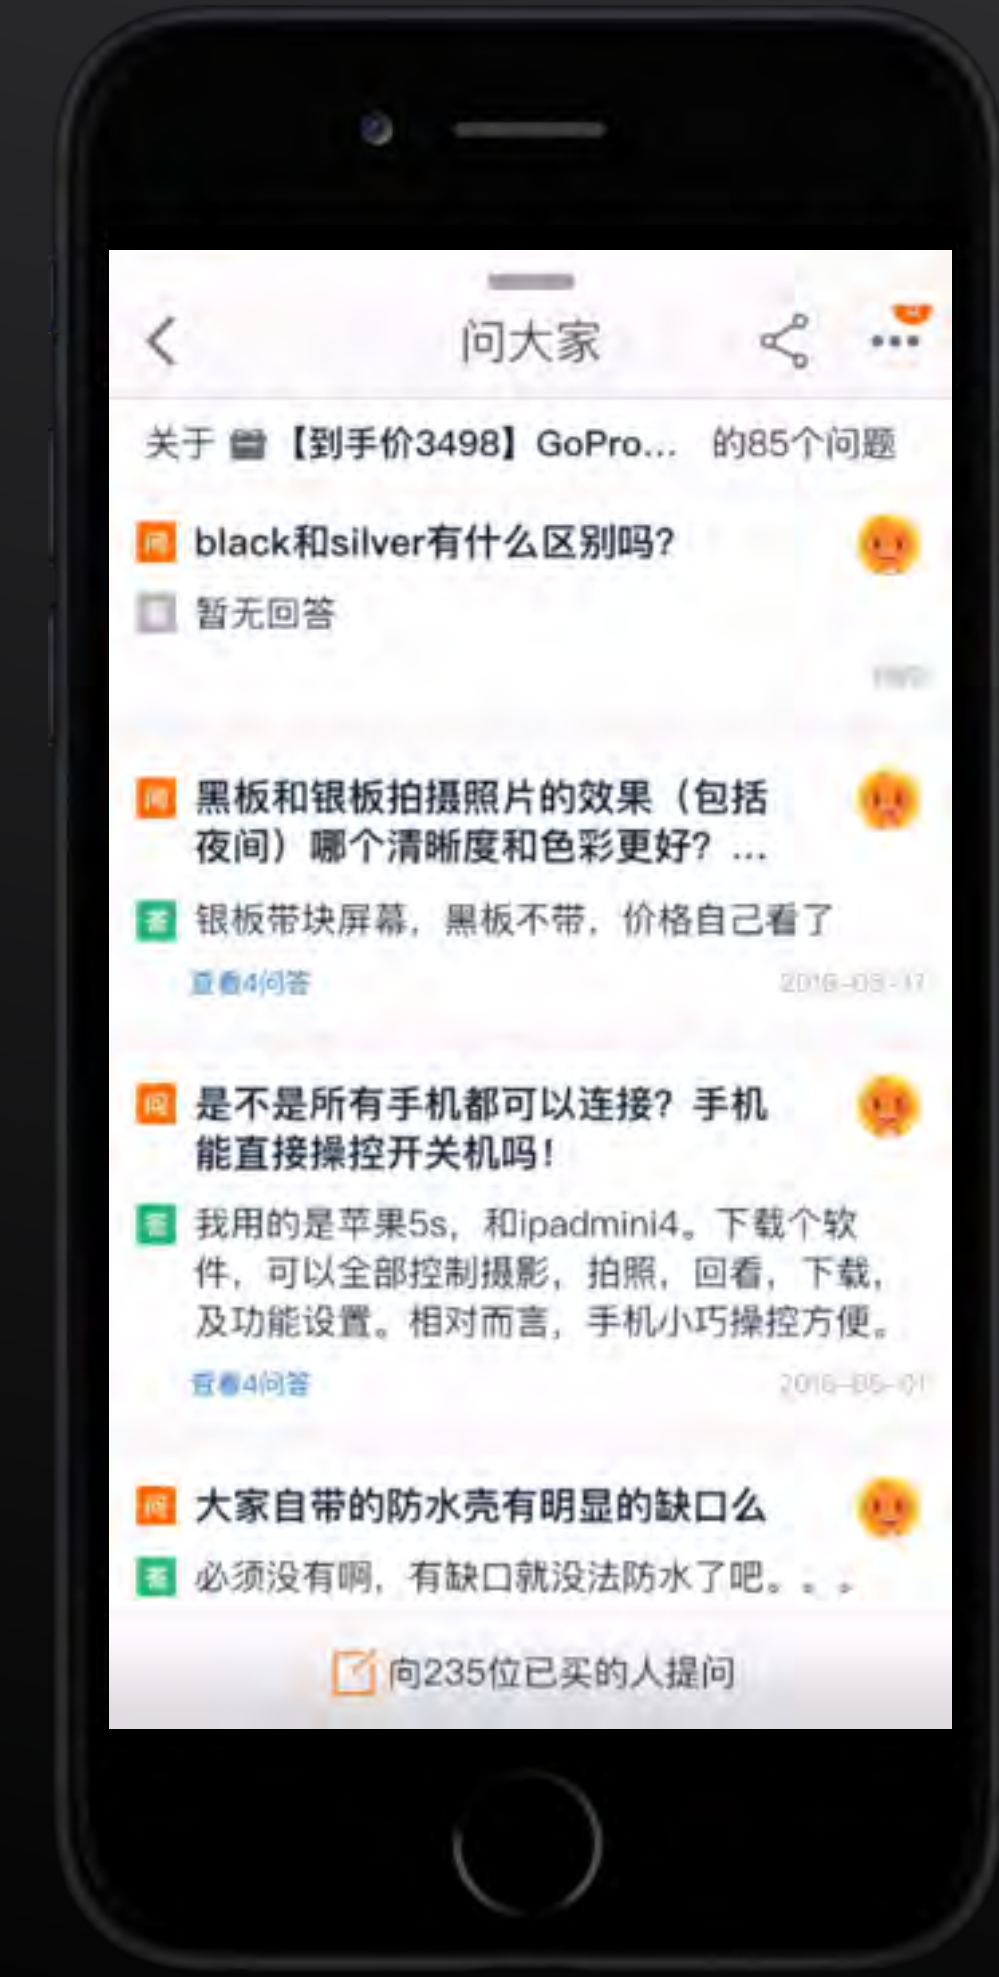 问大家
关于 【到手价3498】GoPro... 的85个问题
问 black和silver有什么区别吗？
暂无回答
问 黑板和银板拍摄照片的效果（包括
夜间）哪个清晰度和色彩更好？...
答 银板带块屏幕，黑板不带，价格自己看了
查看4问答
问 是不是所有手机都可以连接？手机
能直接操控开关机吗！
答 我用的是苹果5s，和ipadmini4。下载个软
件，可以全部控制摄影，拍照，回看，下载，
及功能设置。相对而言，手机小巧操控方便。
查看4问答
问 大家自带的防水壳有明显的缺口么
答 必须没有啊，有缺口就没法防水了吧。。。
向235位已买的人提问